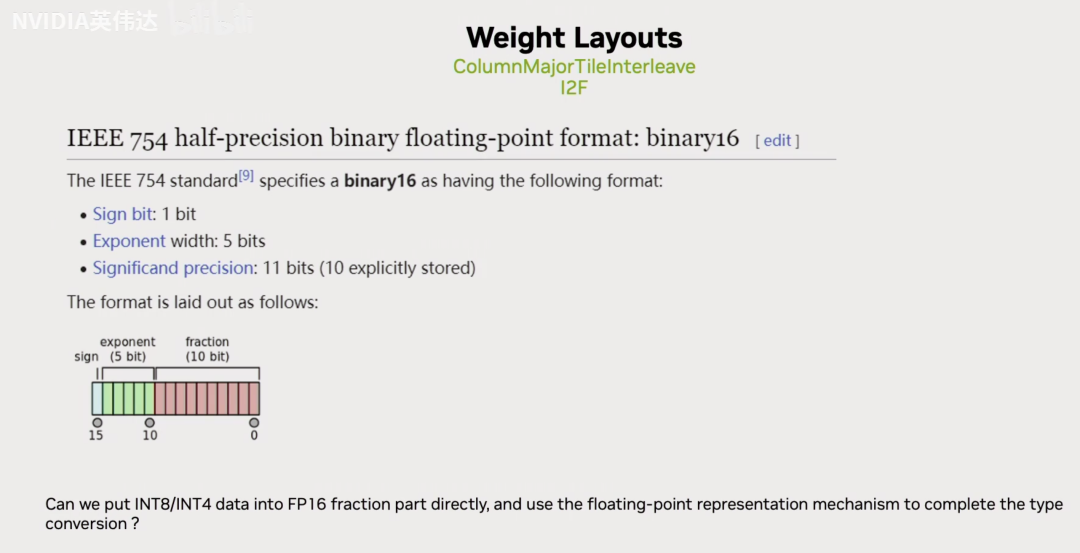 NVIDIA英伟达 bilibili
Weight Layouts
ColumnMajorTileInterleave
I2F
IEEE 754 half-precision binary floating-point format: binary16 [ edit ]
The IEEE 754 standard[9] specifies a binary16 as having the following format:
• Sign bit: 1 bit
• Exponent width: 5 bits
• Significand precision: 11 bits (10 explicitly stored)
The format is laid out as follows:
exponent fraction
sign (5 bit) (10 bit)
15 10 0
Can we put INT8/INT4 data into FP16 fraction part directly, and use the floating-point representation mechanism to complete the type
conversion ?